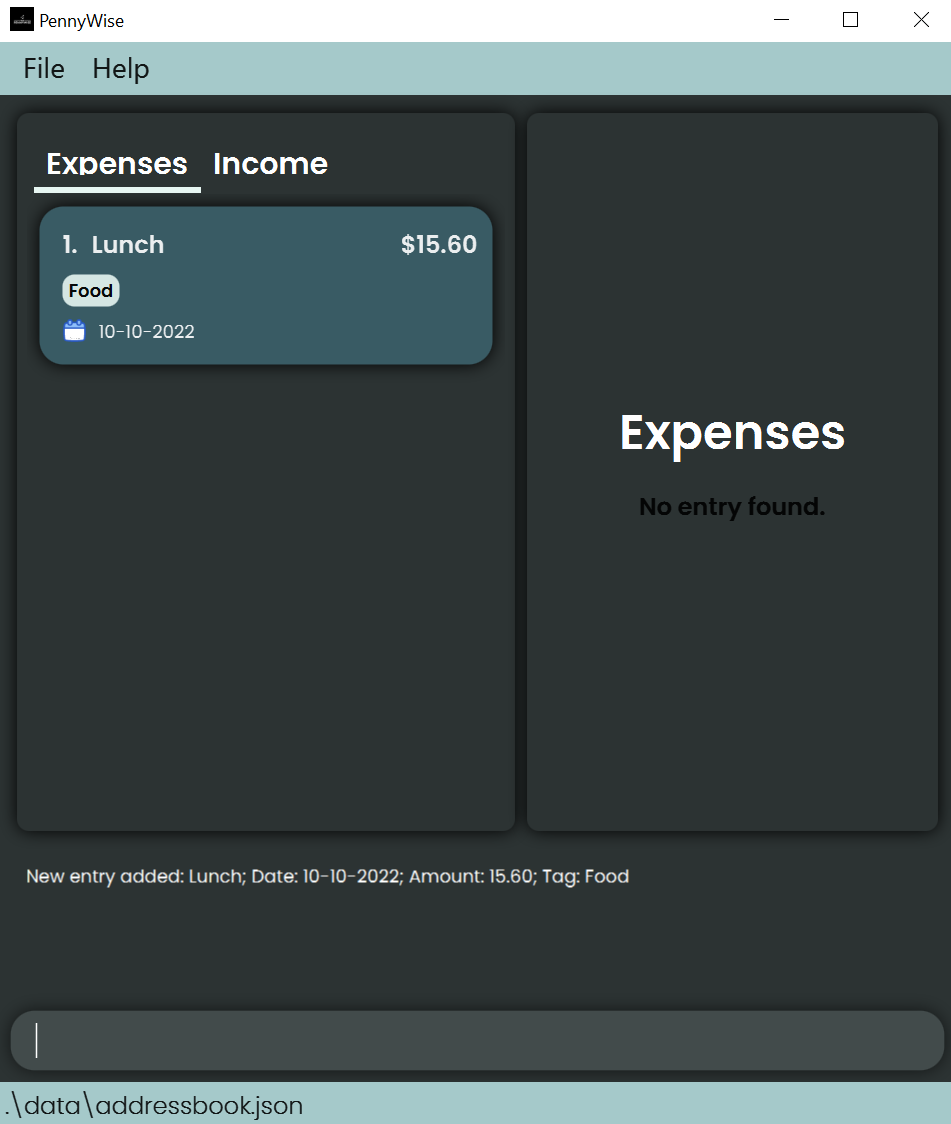 PennyWise
File Help
Expenses Income
1. Lunch $15.60
Food
10-10-2022
Expenses
No entry found.
New entry added: Lunch; Date: 10-10-2022; Amount: 15.60; Tag: Food
.\data\addressbook.json